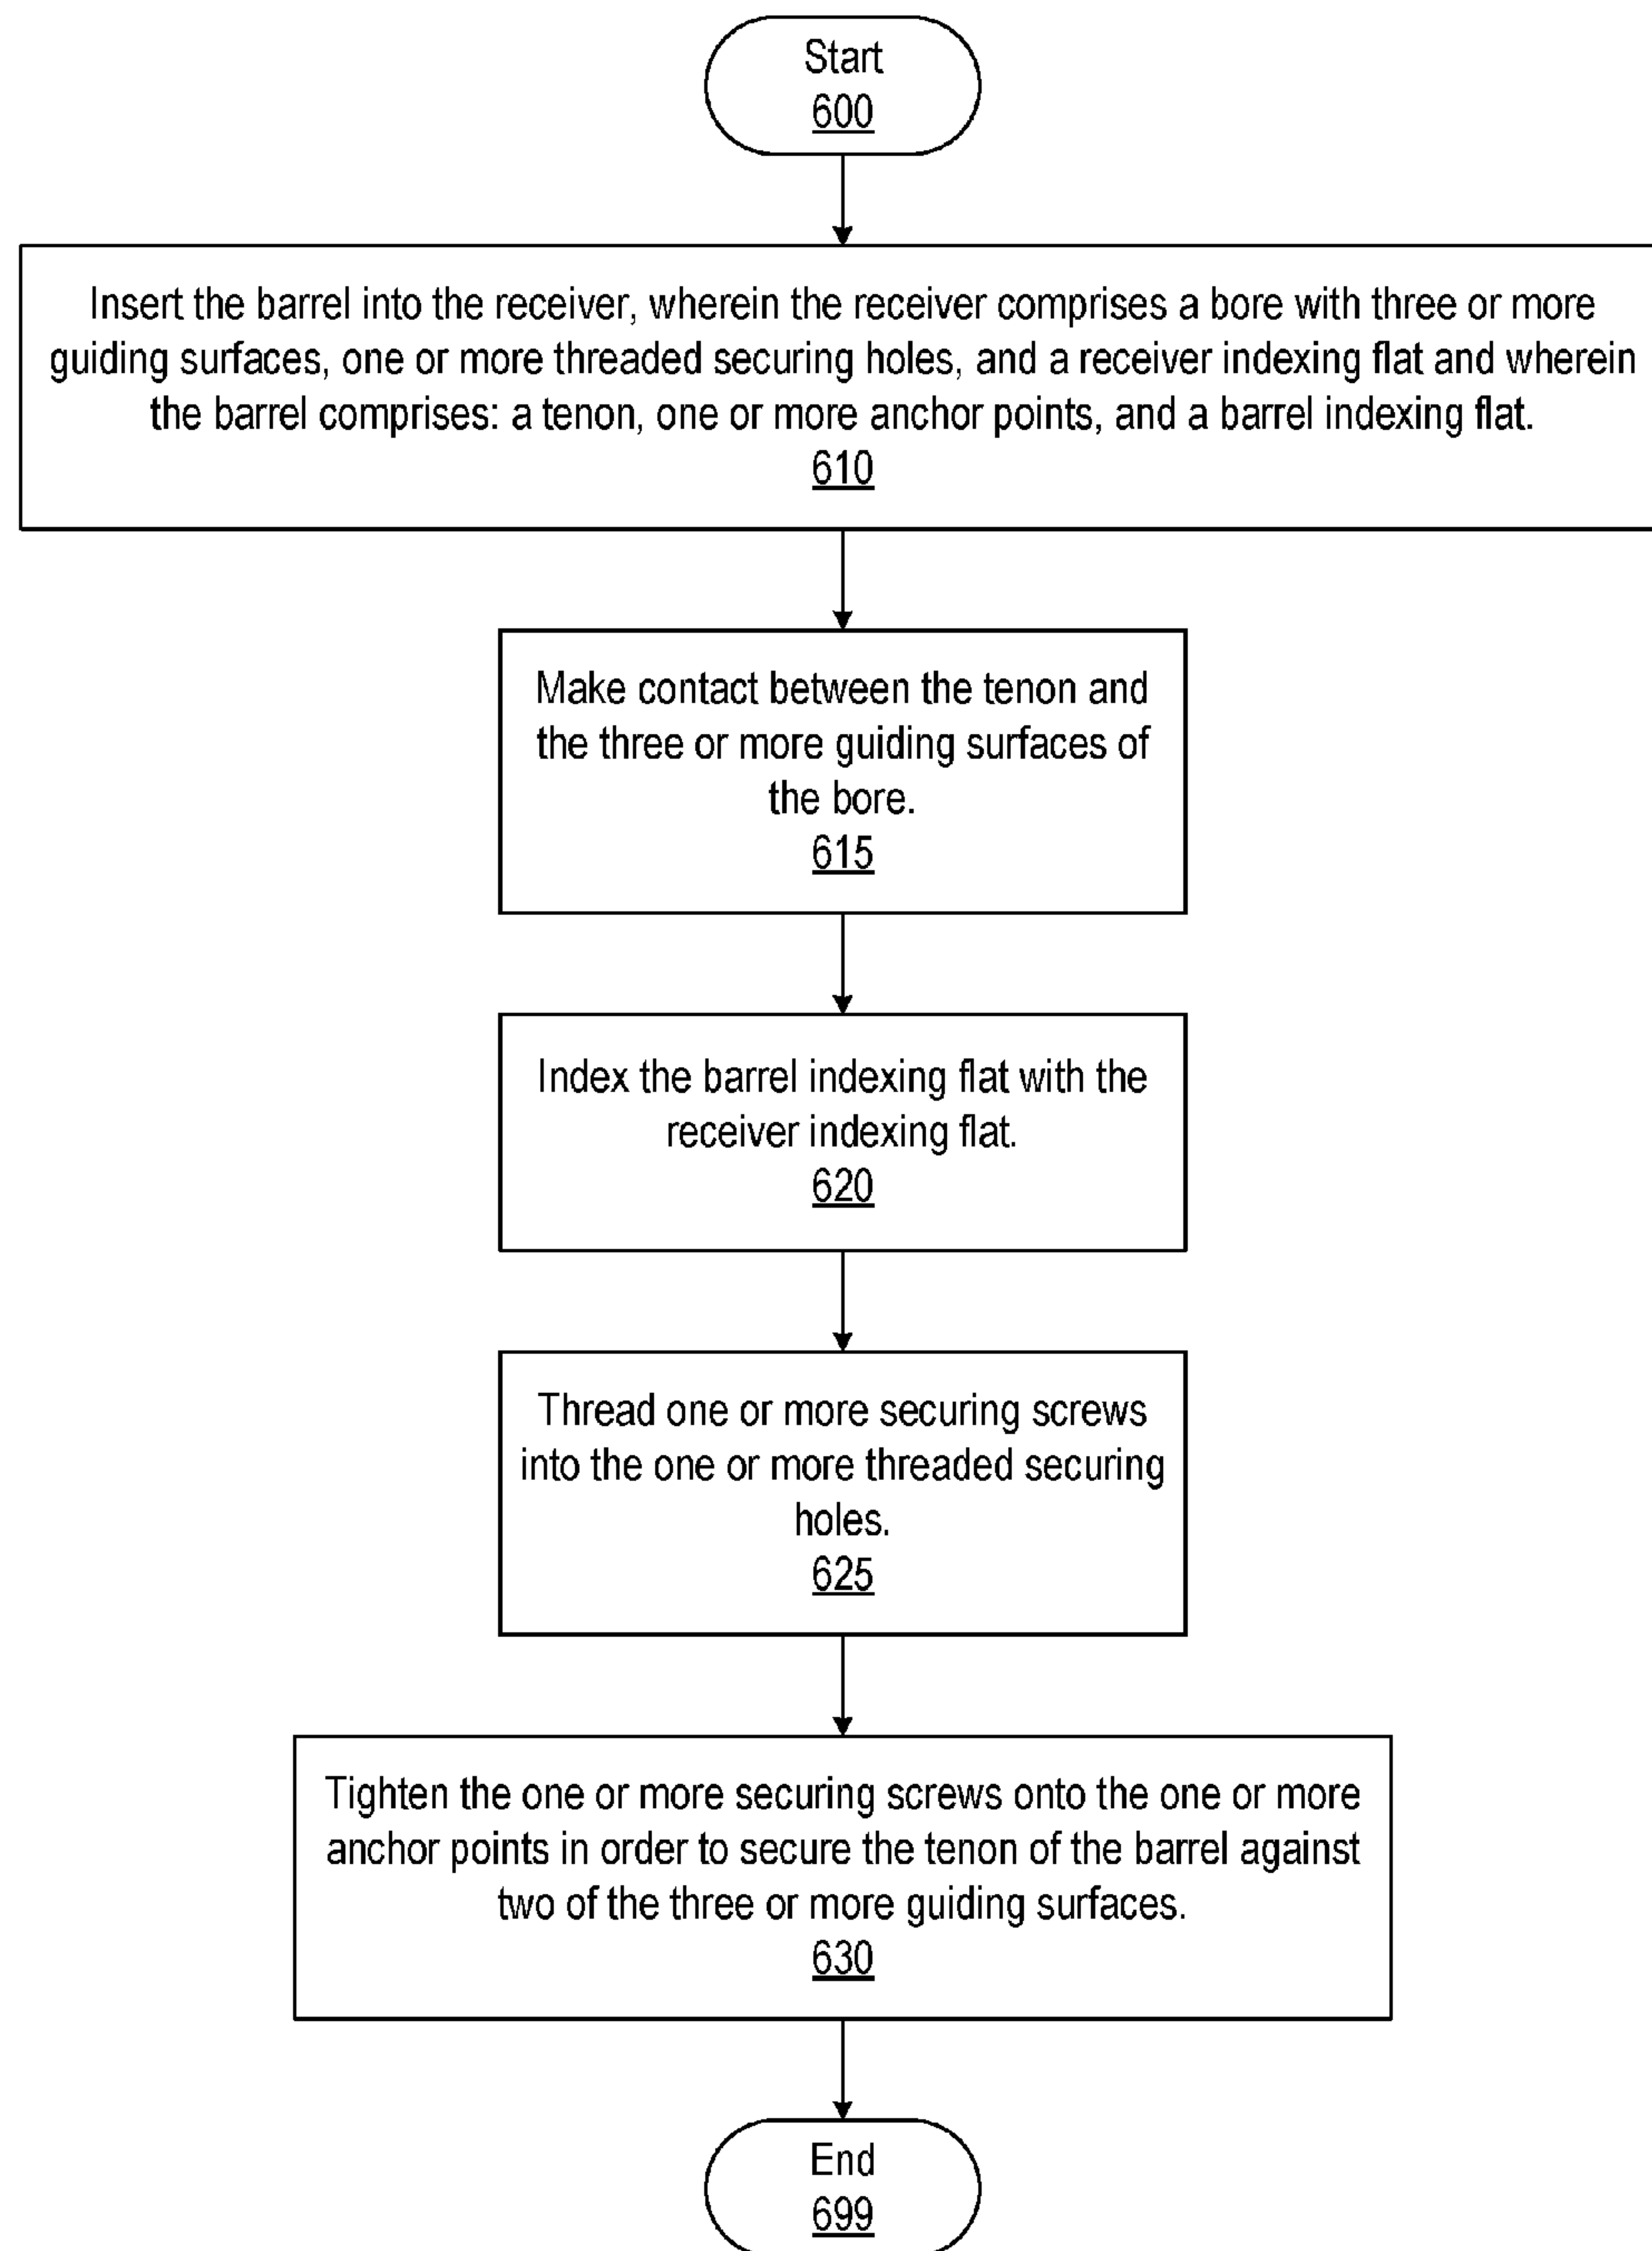 Start
600
Insert the barrel into the receiver, wherein the receiver comprises a bore with three or more
guiding surfaces, one or more threaded securing holes, and a receiver indexing flat and wherein
the barrel comprises: a tenon, one or more anchor points, and a barrel indexing flat.
610
Make contact between the tenon and
the three or more guiding surfaces of
the bore.
615
Index the barrel indexing flat with the
receiver indexing flat.
620
Thread one or more securing screws
into the one or more threaded securing
holes.
625
Tighten the one or more securing screws onto the one or more
anchor points in order to secure the tenon of the barrel against
two of the three or more guiding surfaces.
630
End
699